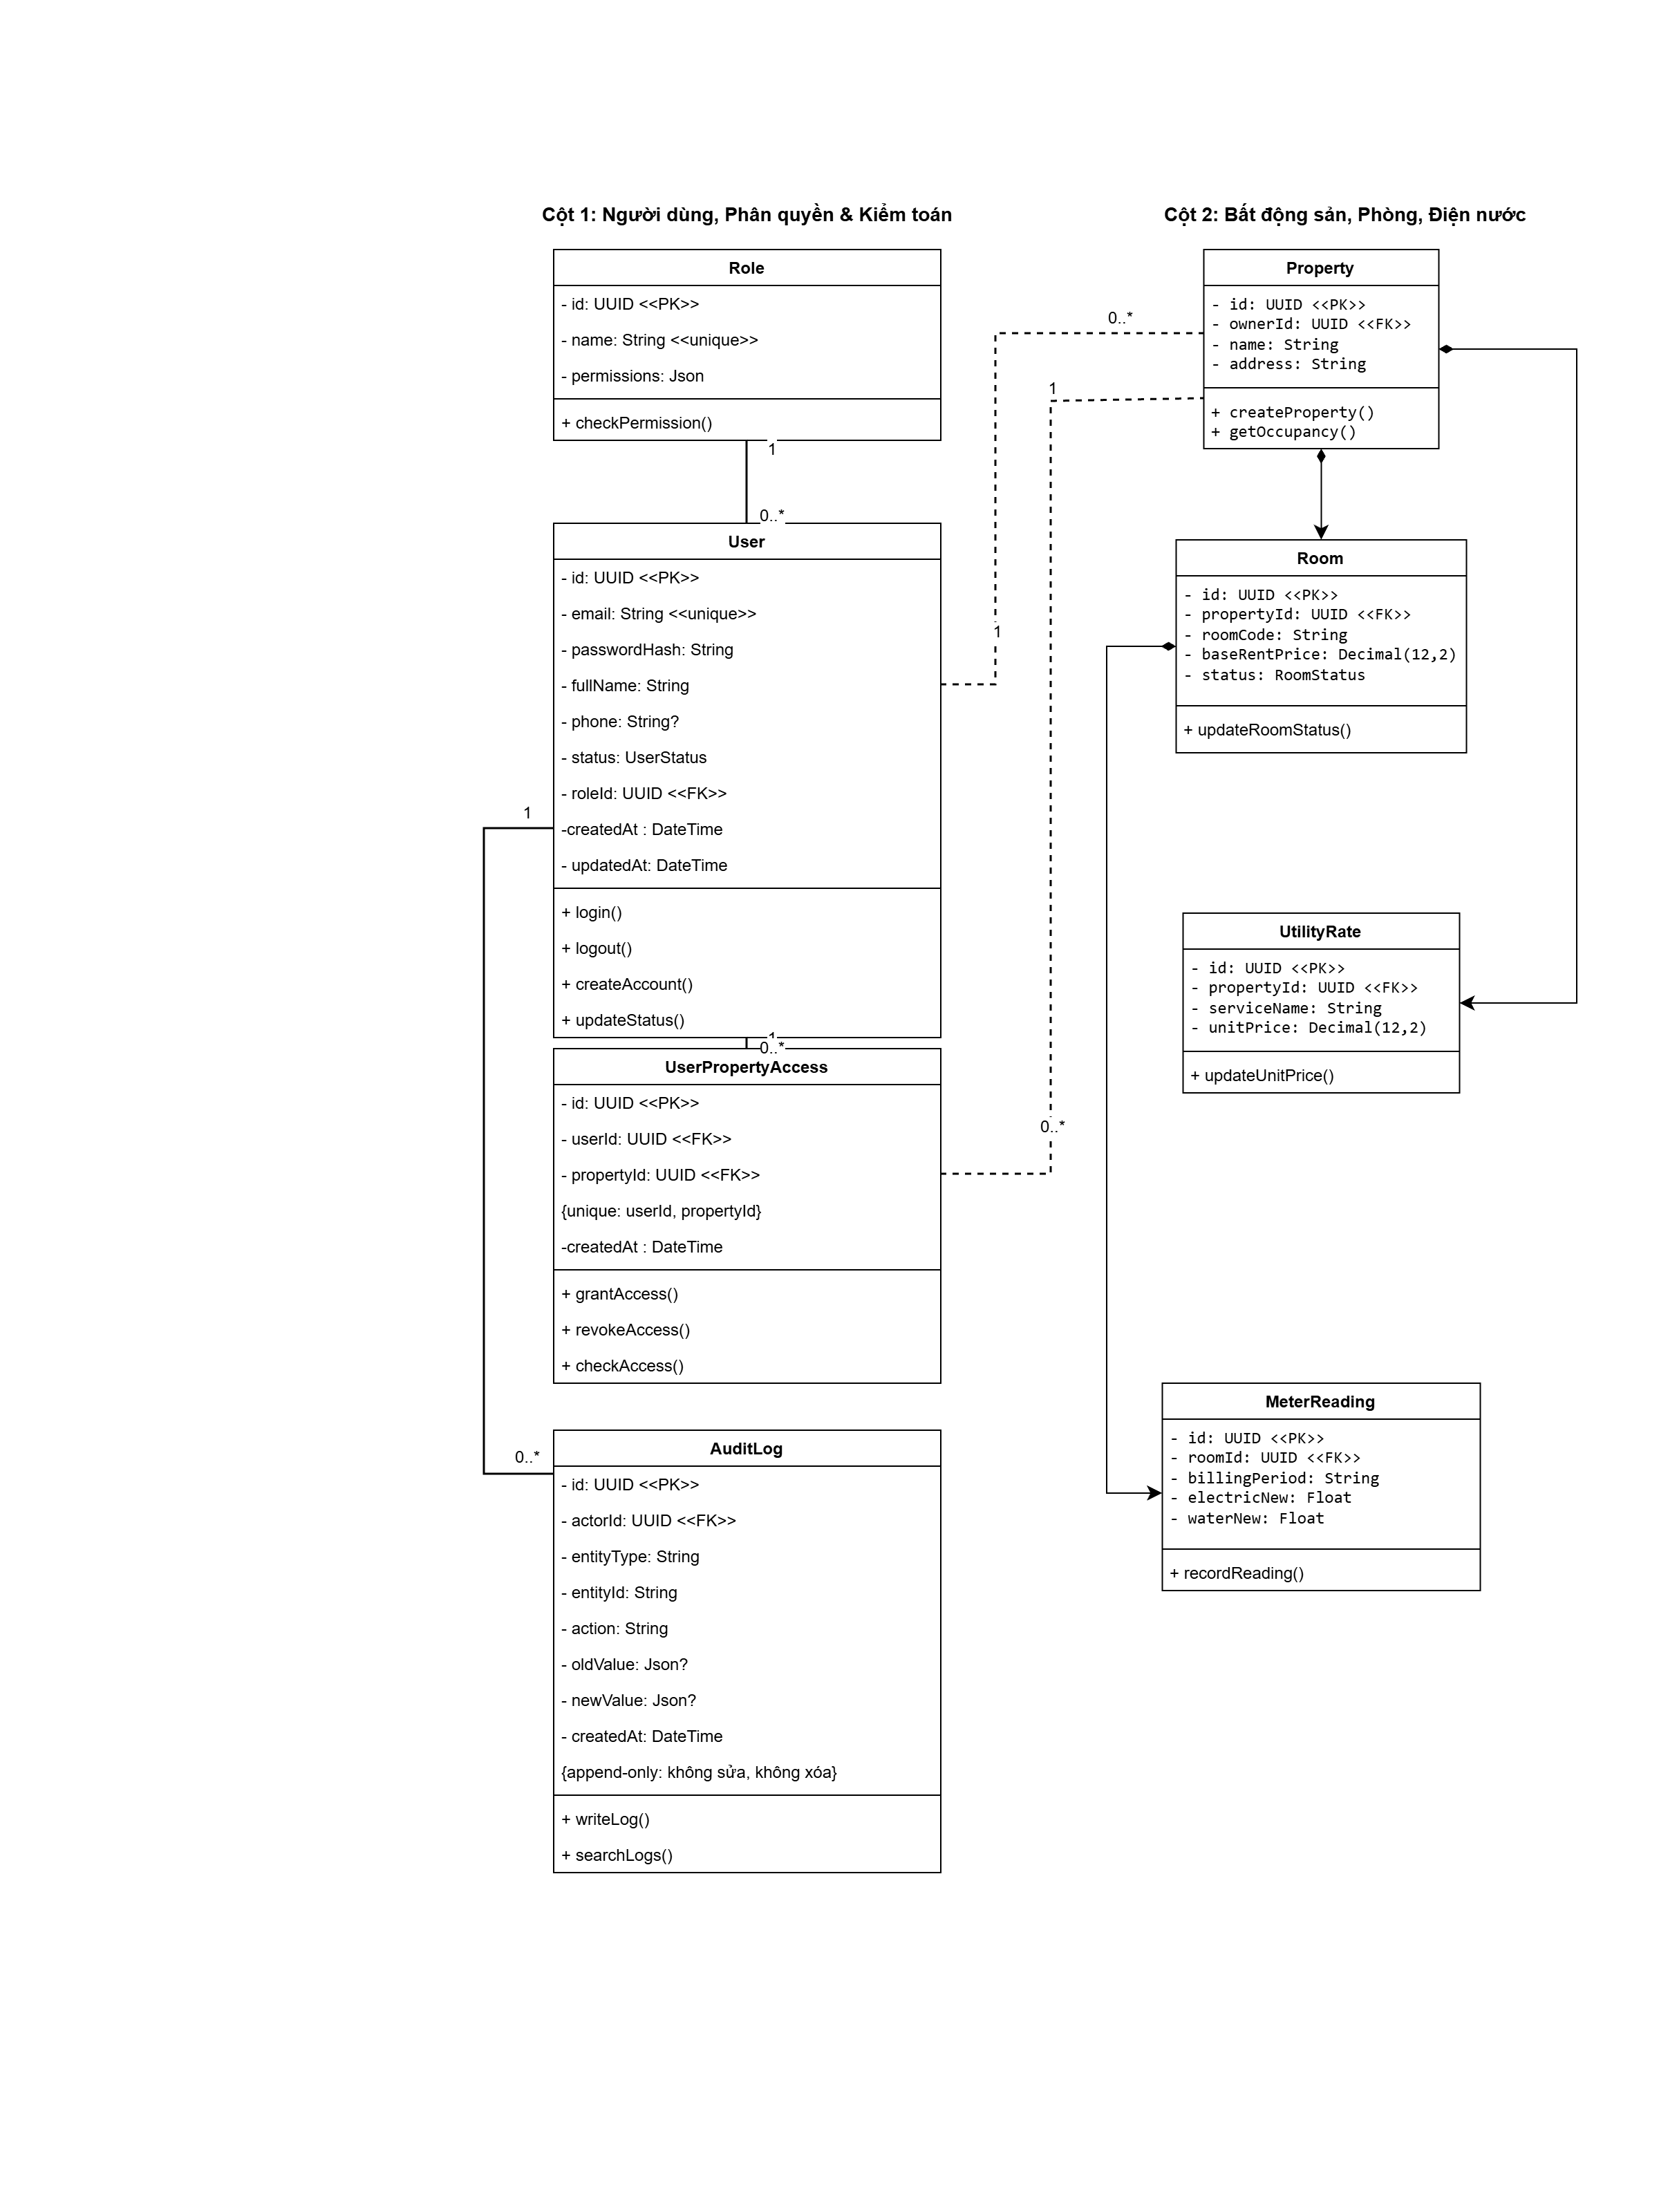 Cột 1: Người dùng, Phân quyền & Kiểm toán
Role
- id: UUID <<PK>>
- name: String <<unique>>
- permissions: Json
+ checkPermission()
1
0..*
User
- id: UUID <<PK>>
- email: String <<unique>>
- passwordHash: String
- fullName: String
- phone: String?
- status: UserStatus
- roleId: UUID <<FK>>
-createdAt : DateTime
- updatedAt: DateTime
+ login()
+ logout()
+ createAccount()
+ updateStatus()
1
0..*
1
0..*
UserPropertyAccess
- id: UUID <<PK>>
- userId: UUID <<FK>>
- propertyId: UUID <<FK>>
{unique: userId, propertyId}
-createdAt : DateTime
+ grantAccess()
+ revokeAccess()
+ checkAccess()
AuditLog
- id: UUID <<PK>>
- actorId: UUID <<FK>>
- entityType: String
- entityId: String
- action: String
- oldValue: Json?
- newValue: Json?
- createdAt: DateTime
{append-only: không sửa, không xóa}
+ writeLog()
+ searchLogs()
0..*
1
1
0..*
Cột 2: Bất động sản, Phòng, Điện nước
Property
- id: UUID <<PK>>
- ownerId: UUID <<FK>>
- name: String
- address: String
+ createProperty()
+ getOccupancy()
Room
- id: UUID <<PK>>
- propertyId: UUID <<FK>>
- roomCode: String
- baseRentPrice: Decimal(12,2)
- status: RoomStatus
+ updateRoomStatus()
UtilityRate
- id: UUID <<PK>>
- propertyId: UUID <<FK>>
- serviceName: String
- unitPrice: Decimal(12,2)
+ updateUnitPrice()
MeterReading
- id: UUID <<PK>>
- roomId: UUID <<FK>>
- billingPeriod: String
- electricNew: Float
- waterNew: Float
+ recordReading()